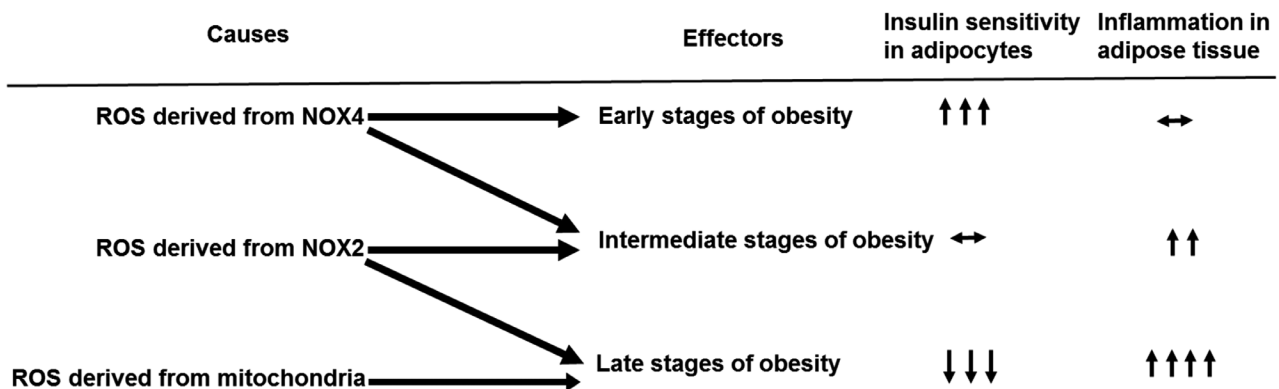 Causes
Effectors
Insulin sensitivity
in adipocytes
Inflammation in
adipose tissue
ROS derived from NOX4
Early stages of obesity
ROS derived from NOX2
Intermediate stages of obesity
Late stages of obesity
ROS derived from mitochondria